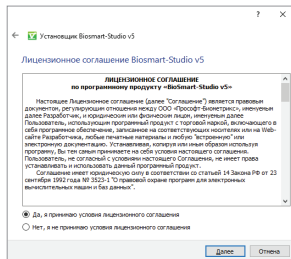 Установщик Biosmart-Studio v5
Лицензионное соглашение Biosmart-Studio v5
ЛИЦЕНЗИОННОЕ СОГЛАШЕНИЕ
по программному продукту «BioSmart-Studio v5»
Настоящее Лицензионное соглашение (далее "Соглашение") является правовым
документом, регулирующим отношения между ООО «Прософт-Биометрикс», именуемым
далее Разработчик, и юридическим или физическим лицом, именуемым далее
Пользователь, использующим программный продукт с торговой маркой, включающего в
себя программное обеспечение, записанное на соответствующих носителях или на Web-
сайте Разработчика, любые печатные материалы и любую "встроенную" или
электронную документацию. Устанавливая, копируя или иным образом используя
программу, Вы тем самым принимаете на себя условия настоящего соглашения.
Пользователь, не согласный с условиями настоящего Соглашения, не имеет права
устанавливать и использовать данный программный продукт.
Соглашение имеет юридическую силу в соответствии со статьей 14 Закона РФ от 23
сентября 1992 года № 3523-1 "О правовой охране программ для электронных
вычислительных машин и баз данных".
Да, я принимаю условия лицензионного соглашения
Нет, я не принимаю условия лицензионного соглашения
Далее Отмена